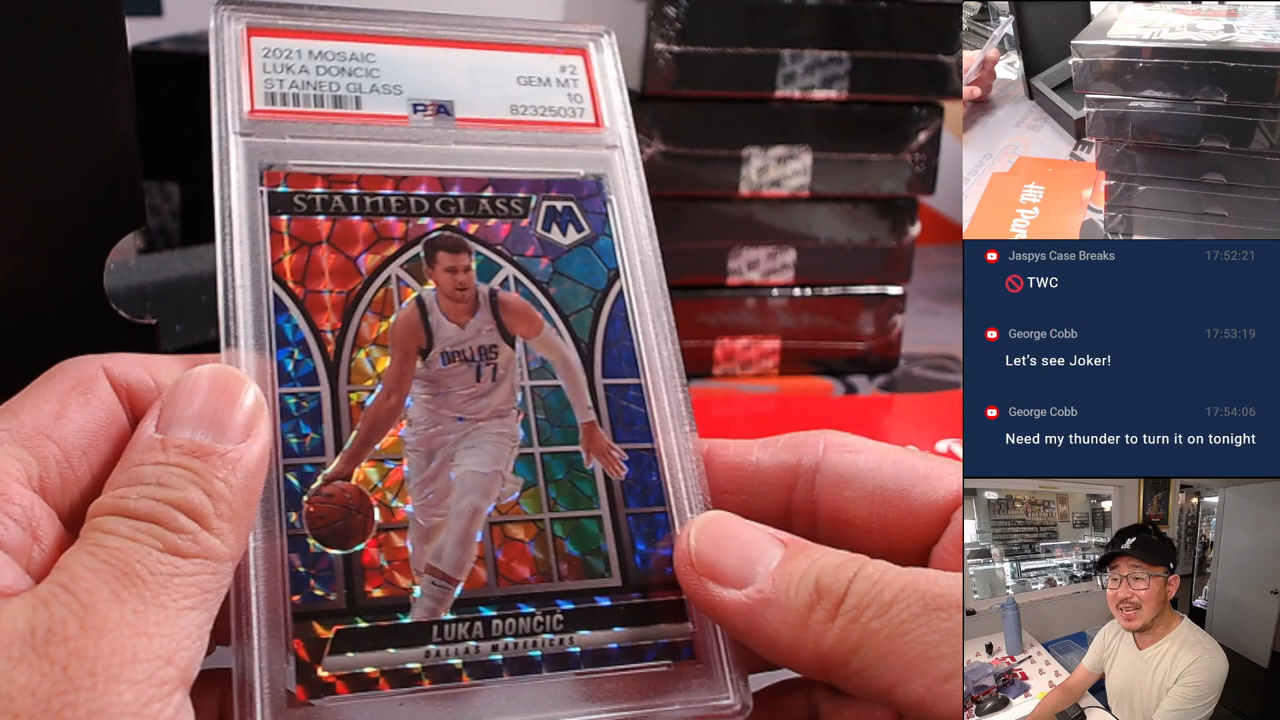 2021 MOSAIC
LUKA DONCIC
STAINED GLASS
#2
GEM MT
10
82325037
PSA
STAINED GLASS
M
DALLAS
77
LUKA DONČIĆ
DALLAS MAVERICKS
Hit Par
Jaspys Case Breaks 17:52:21
🚫 TWC
George Cobb 17:53:19
Let's see Joker!
George Cobb 17:54:06
Need my thunder to turn it on tonight